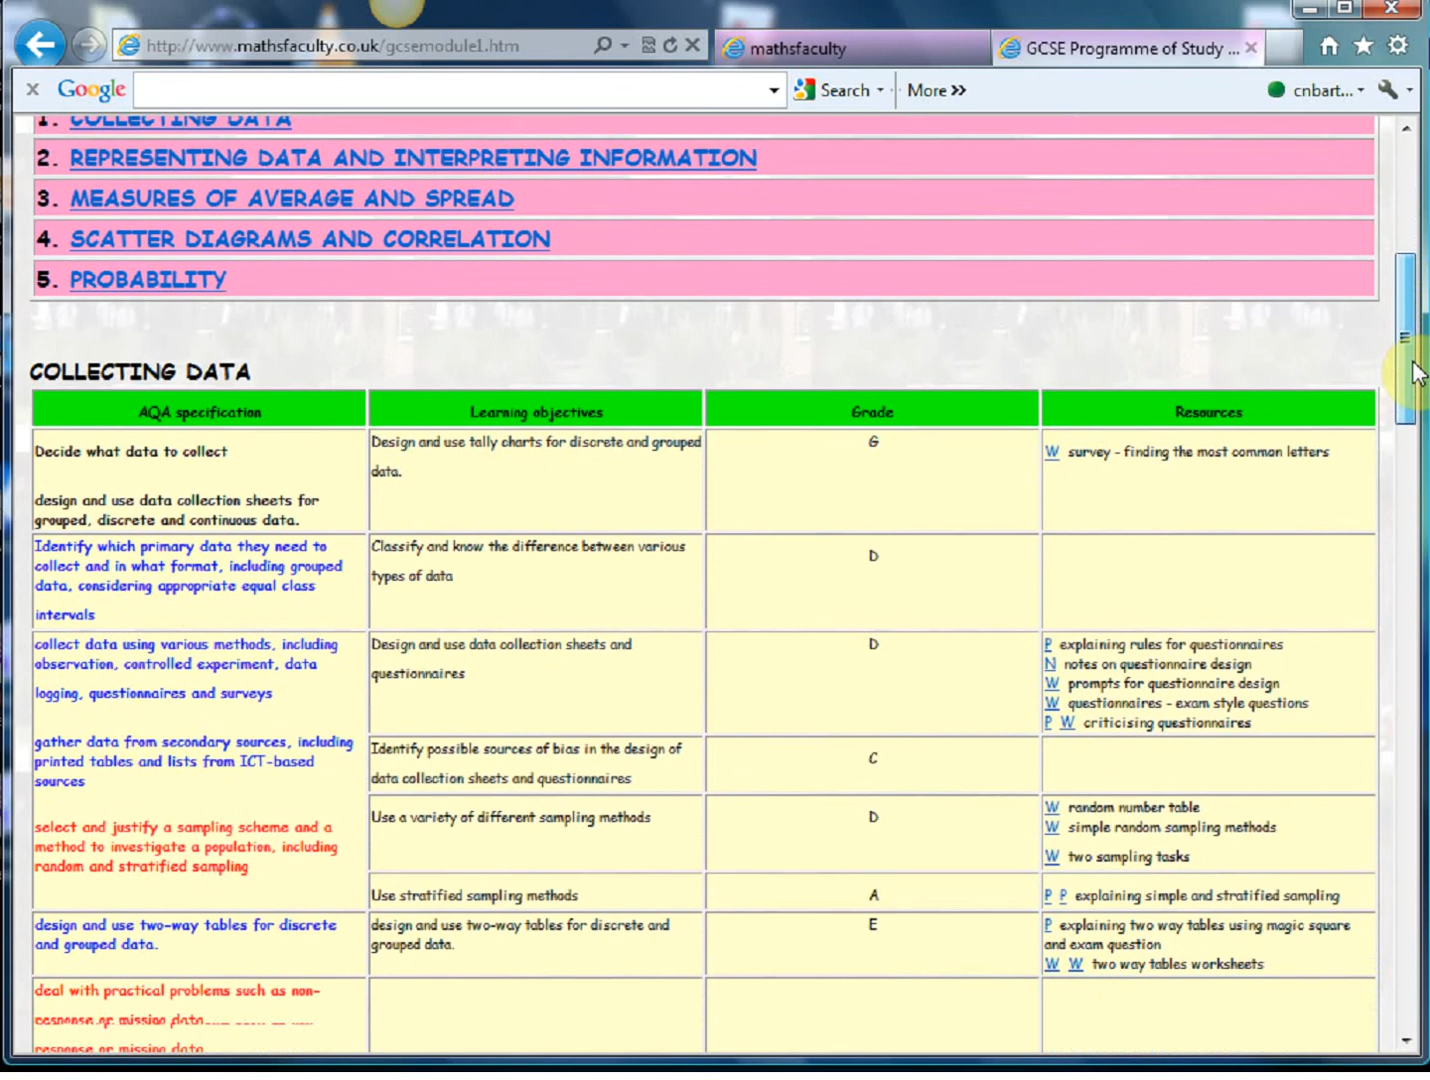 http://www.mathsfaculty.co.uk/gcsemodule1.htm
mathsfaculty
GCSE Programme of Study ...
Google
Search
More »
cnbart...
1. COLLECTING DATA
2. REPRESENTING DATA AND INTERPRETING INFORMATION
3. MEASURES OF AVERAGE AND SPREAD
4. SCATTER DIAGRAMS AND CORRELATION
5. PROBABILITY
COLLECTING DATA
AQA specification
Learning objectives
Grade
Resources
Decide what data to collect
design and use data collection sheets for
grouped, discrete and continuous data.
Design and use tally charts for discrete and grouped
data.
G
W survey - finding the most common letters
Identify which primary data they need to
collect and in what format, including grouped
data, considering appropriate equal class
intervals
Classify and know the difference between various
types of data
D
collect data using various methods, including
observation, controlled experiment, data
logging, questionnaires and surveys
gather data from secondary sources, including
printed tables and lists from ICT-based
sources
select and justify a sampling scheme and a
method to investigate a population, including
random and stratified sampling
Design and use data collection sheets and
questionnaires
D
P explaining rules for questionnaires
N notes on questionnaire design
W prompts for questionnaire design
W questionnaires - exam style questions
P W criticising questionnaires
Identify possible sources of bias in the design of
data collection sheets and questionnaires
C
Use a variety of different sampling methods
D
W random number table
W simple random sampling methods
W two sampling tasks
Use stratified sampling methods
A
P P explaining simple and stratified sampling
design and use two-way tables for discrete
and grouped data.
design and use two-way tables for discrete and
grouped data.
E
P explaining two way tables using magic square
and exam question
W W two way tables worksheets
deal with practical problems such as non-
response or missing data
response or missing data